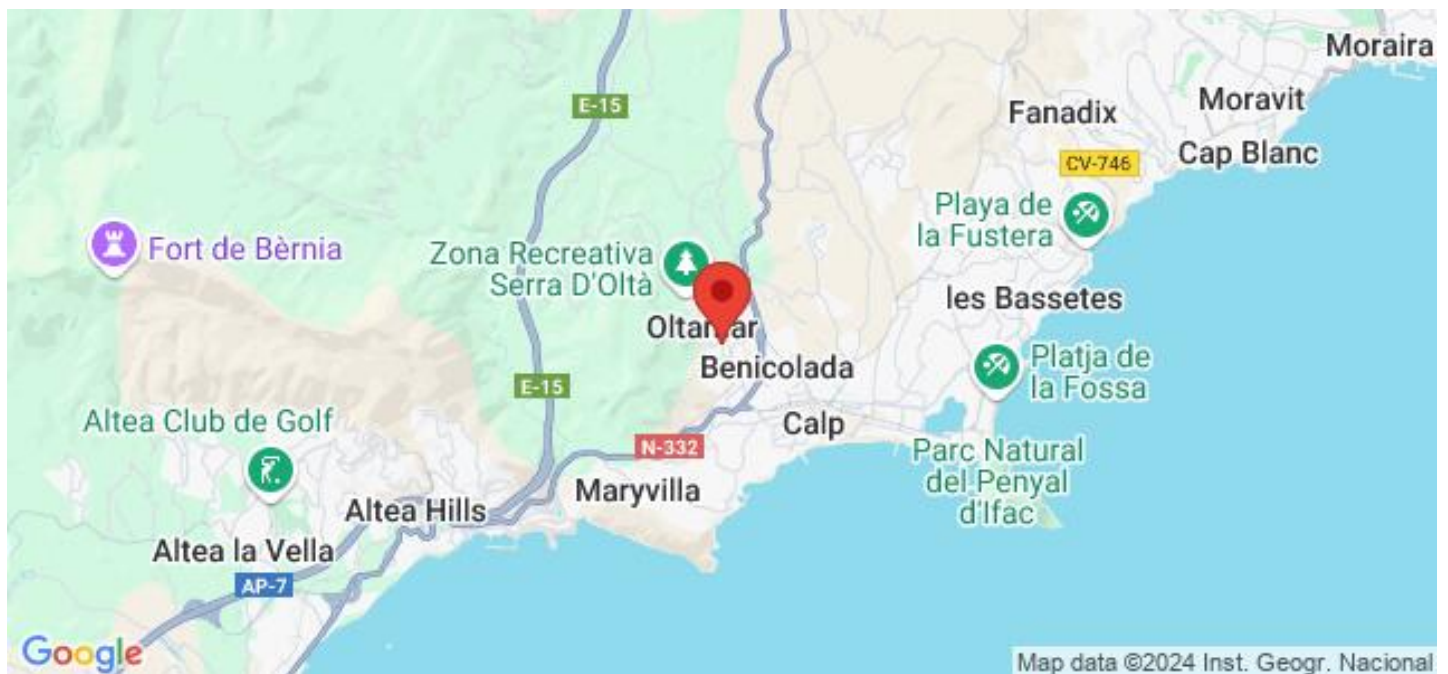 Moraira
E-15
Fanadix
Moravit
Cap Blanc
CV-746
Playa de
la Fustera
Fort de Bèrnia
Zona Recreativa
Serra D'Oltà
les Bassetes
Oltamar
Benicolada
Platja de
la Fossa
E-15
Altea Club de Golf
Calp
N-332
Parc Natural
del Penyal
d'Ifac
Maryvilla
Altea Hills
Altea la Vella
AP-7
Google
Map data ©2024 Inst. Geogr. Nacional